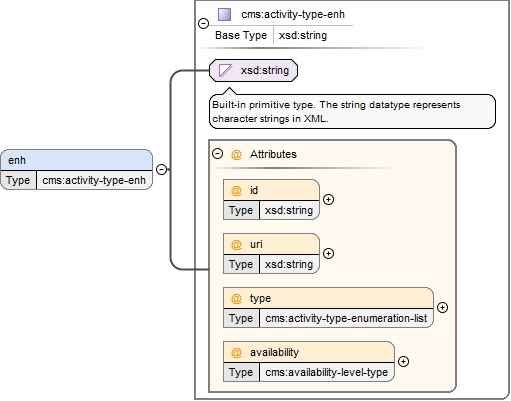 cms:activity-type-enh
Base Type xsd:string
xsd:string
Built-in primitive type. The string datatype represents
character strings in XML.
enh
Type cms:activity-type-enh
@ Attributes
@ id
Type xsd:string
@ uri
Type xsd:string
@ type
Type cms:activity-type-enumeration-list
@ availability
Type cms:availability-level-type